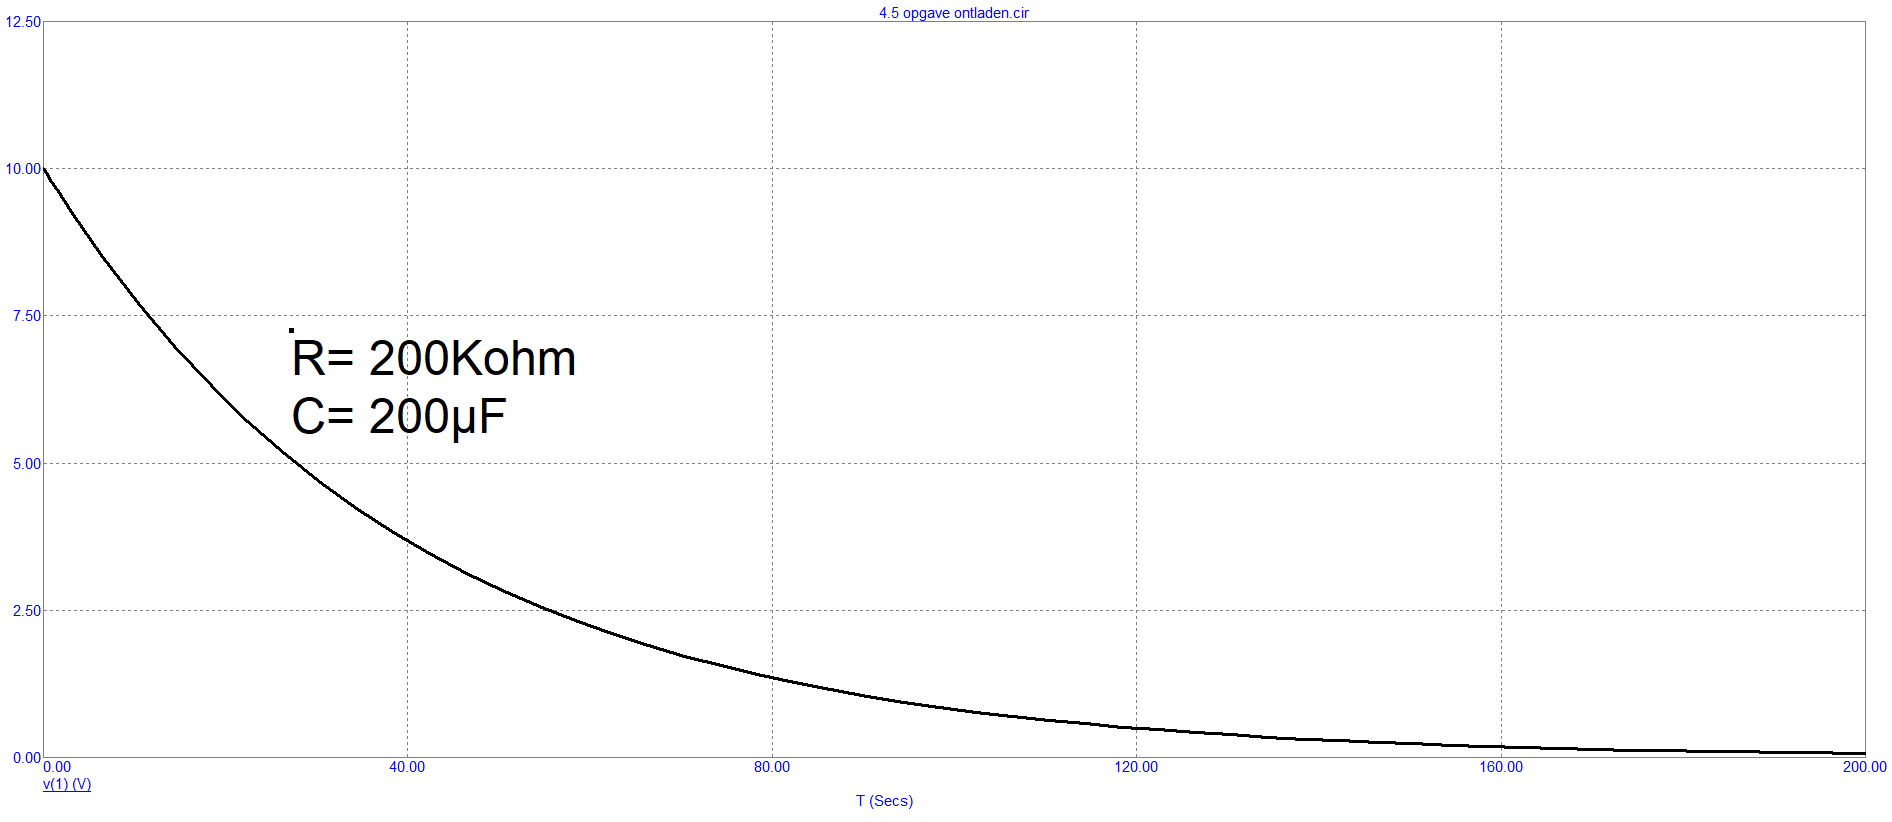 4.5 opgave ontladen.cir
12.50
10.00
7.50
R= 200Kohm
C= 200µF
5.00
2.50
0.00
0.00 40.00 80.00 120.00 160.00 200.00
v(1) (V)
T (Secs)